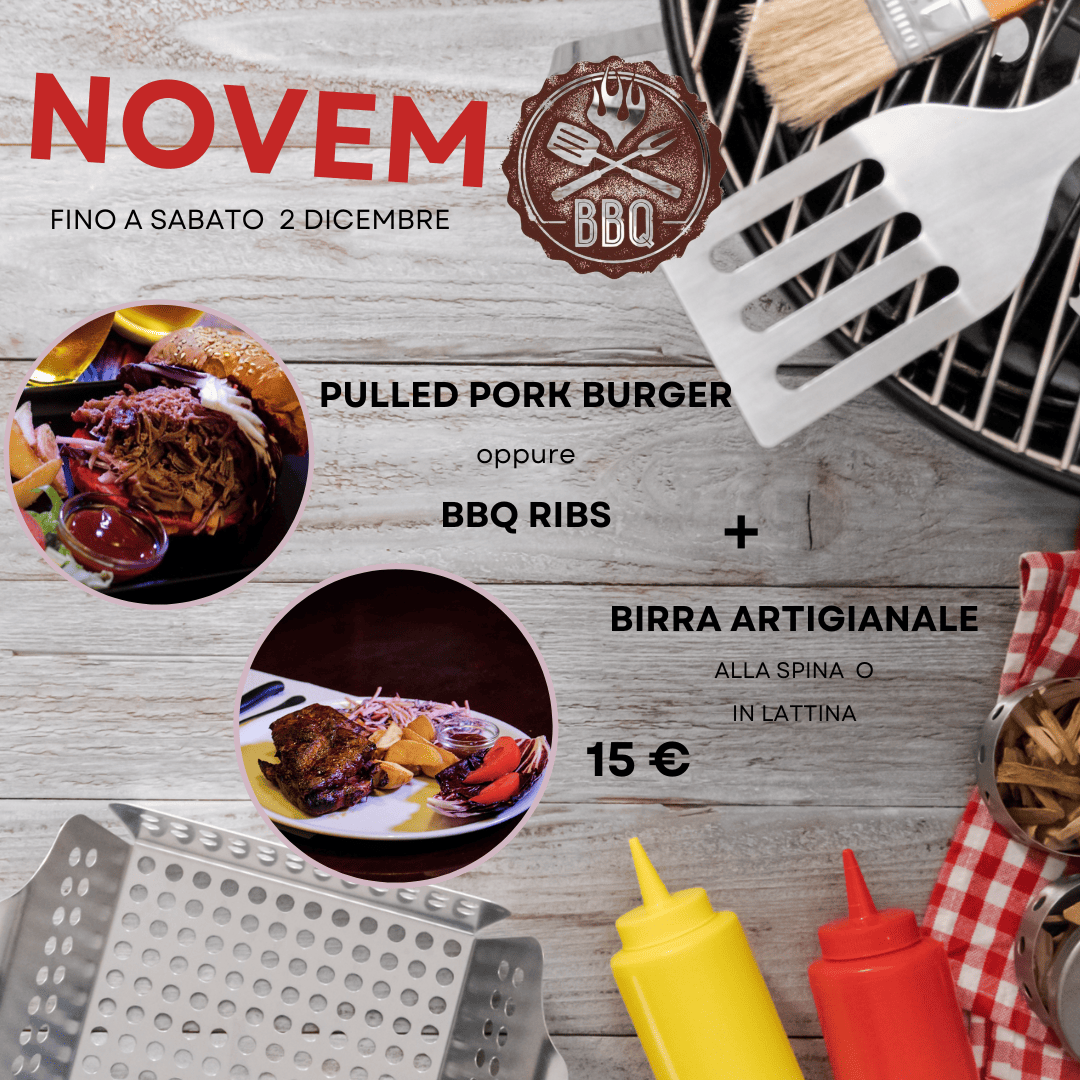 NOVEM
BBQ
FINO A SABATO 2 DICEMBRE
PULLED PORK BURGER
oppure
BBQ RIBS
+
BIRRA ARTIGIANALE
ALLA SPINA O
IN LATTINA
15 €